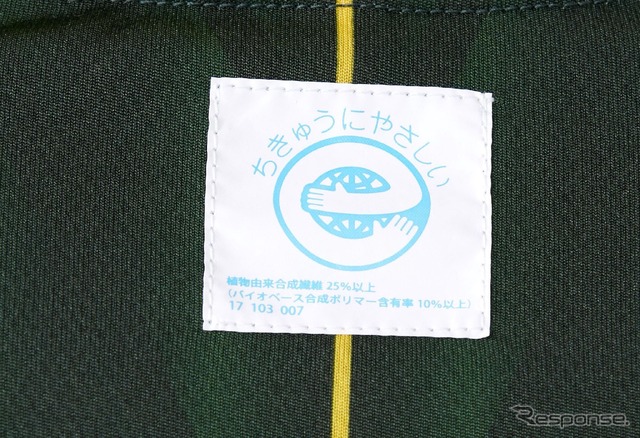 ちきゅうにやさしい
植物由来合成繊維 25%以上
(バイオベース合成ポリマー含有率 10%以上)
17 103 007
Response.